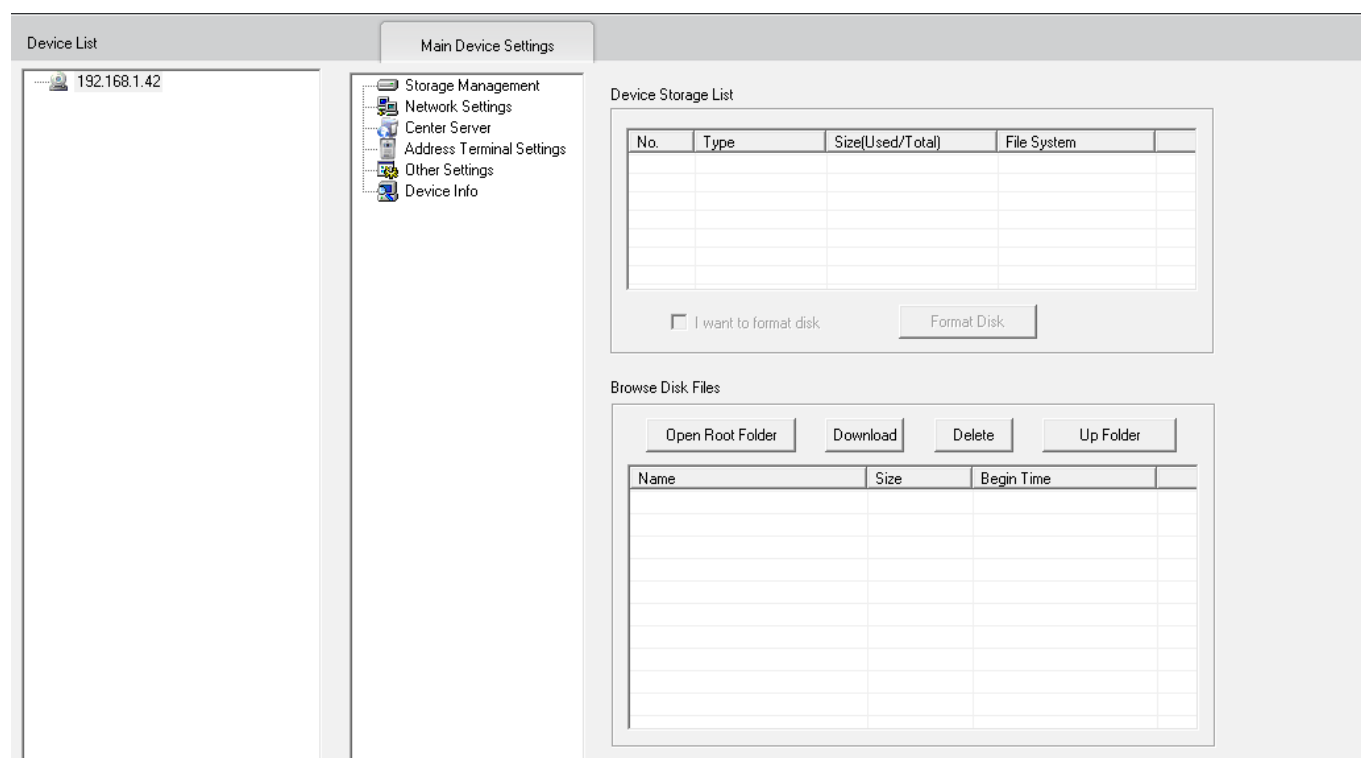 Device List
Main Device Settings
192.168.1.42
Storage Management
Network Settings
Center Server
Address Terminal Settings
Other Settings
Device Info
Device Storage List
No. Type Size(Used/Total) File System
I want to format disk Format Disk
Browse Disk Files
Open Root Folder Download Delete Up Folder
Name Size Begin Time